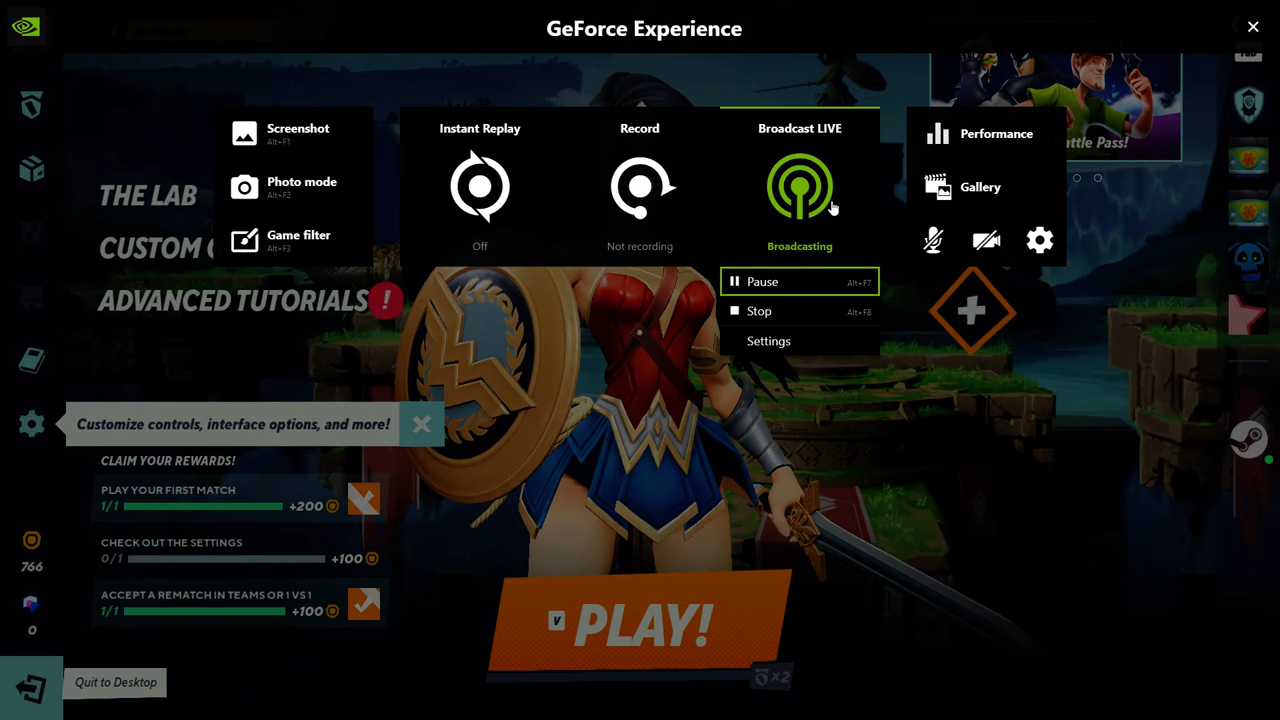 GeForce Experience
Screenshot
Alt+F1
Photo mode
Alt+F2
Game filter
Alt+F3
Instant Replay
Off
Record
Not recording
Broadcast LIVE
Broadcasting
Pause
Alt+F7
Stop
Alt+F8
Settings
Performance
Gallery
attle Pass!
THE LAB
CUSTOM
ADVANCED TUTORIALS
!
Customize controls, interface options, and more!
CLAIM YOUR REWARDS!
PLAY YOUR FIRST MATCH
1/1
+200
CHECK OUT THE SETTINGS
0/1
+100
ACCEPT A REMATCH IN TEAMS OR 1 VS 1
1/1
+100
766
0
V PLAY!
x2
Quit to Desktop